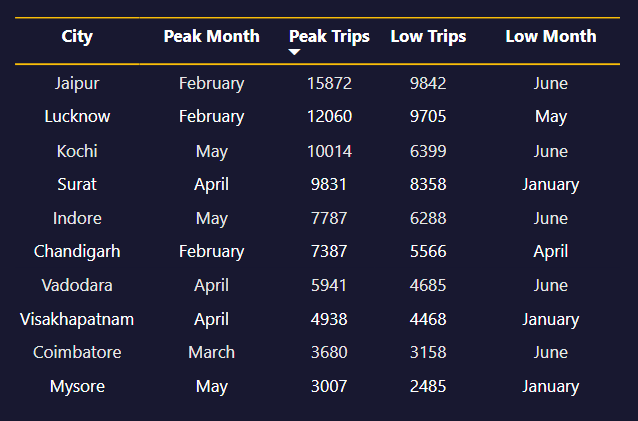 City Peak Month Peak Trips Low Trips Low Month
Jaipur February 15872 9842 June
Lucknow February 12060 9705 May
Kochi May 10014 6399 June
Surat April 9831 8358 January
Indore May 7787 6288 June
Chandigarh February 7387 5566 April
Vadodara April 5941 4685 June
Visakhapatnam April 4938 4468 January
Coimbatore March 3680 3158 June
Mysore May 3007 2485 January